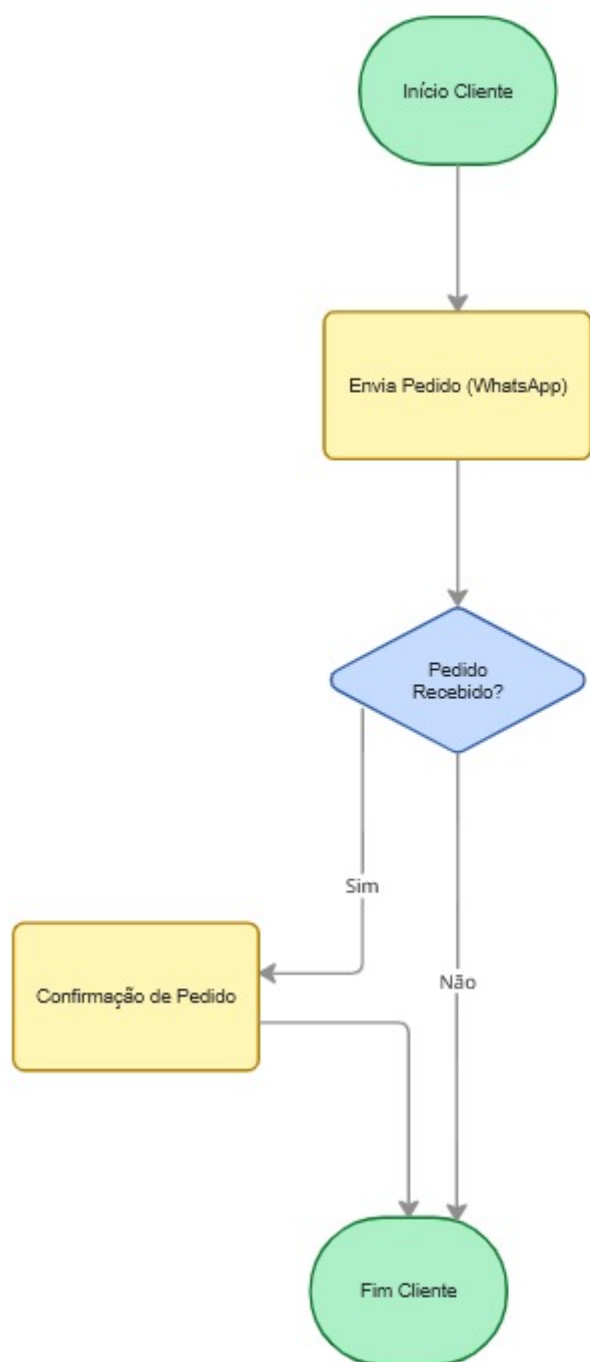 Início Cliente
Envia Pedido (WhatsApp)
Pedido
Recebido?
Sim
Não
Confirmação de Pedido
Fim Cliente